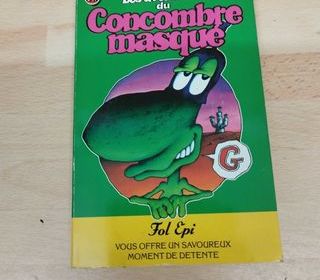 du
Concombre
masqué
G
Fol Epi
VOUS OFFRE UN SAVOUREUX
MOMENT DE DETENTE